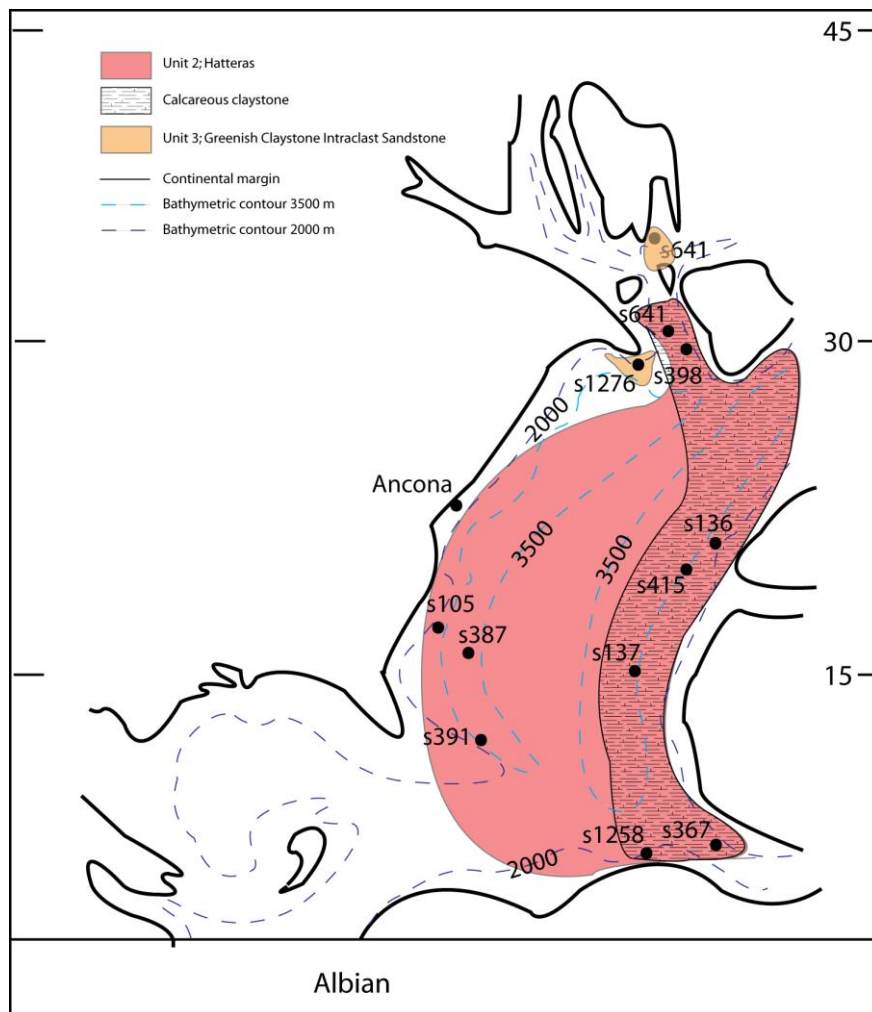 45
Unit 2; Hatteras
Calcareous claystone
Unit 3; Greenish Claystone Intraclast Sandstone
Continental margin
Bathymetric contour 3500 m
Bathymetric contour 2000 m
s641
s641
30
s1276
s398
2000
Ancona
3500
3500
s136
s415
s105
s387
s137
15
s391
s1258
s367
2000
Albian